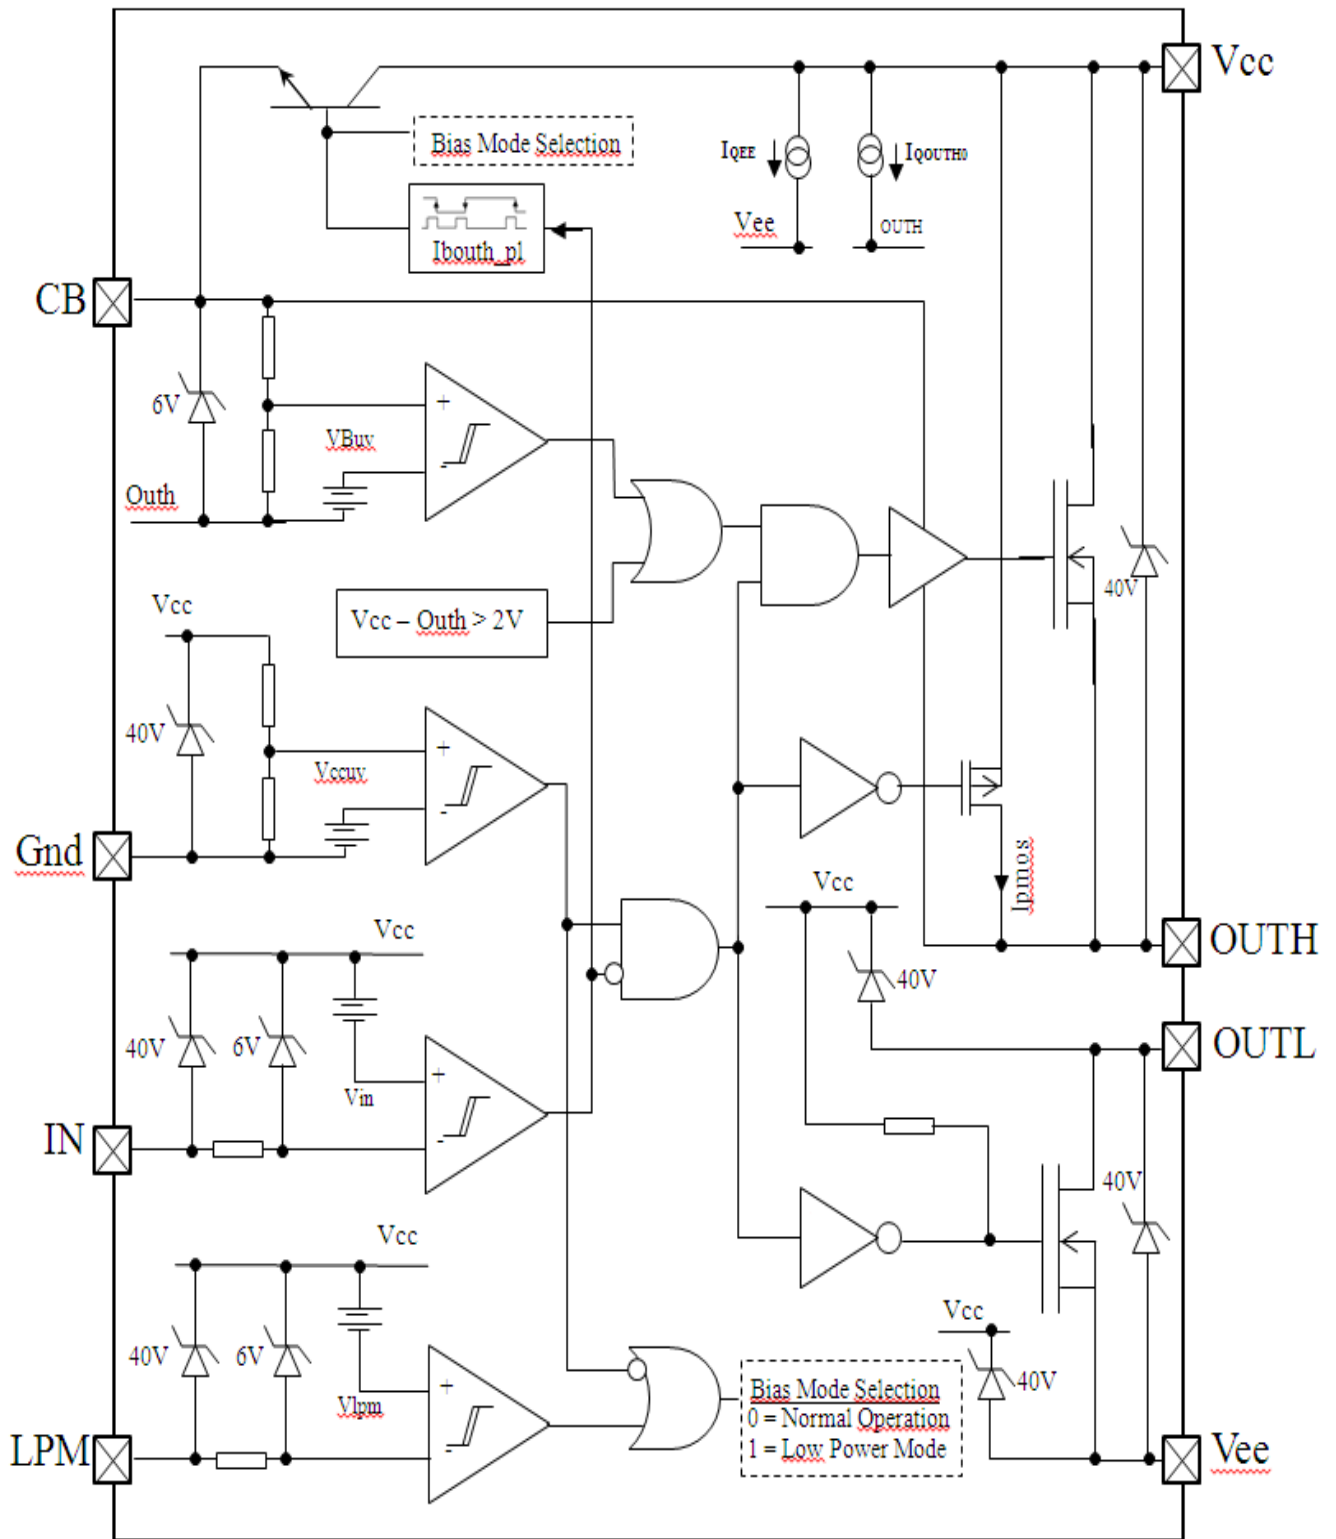 Vcc
Bias Mode Selection
IQEE
IQOUTH0
Vee
OUTH
Ibouth_pl
CB
6V
+
VBuv
-
Outh
Vcc – Outh > 2V
40V
Vcc
40V
+
Vccuv
-
Gnd
Ipmos
Vcc
OUTH
Vcc
40V
40V
6V
+
Vin
-
IN
OUTL
40V
Vcc
40V
6V
+
Vlpm
-
LPM
Bias Mode Selection
0 = Normal Operation
1 = Low Power Mode
Vcc
40V
Vee